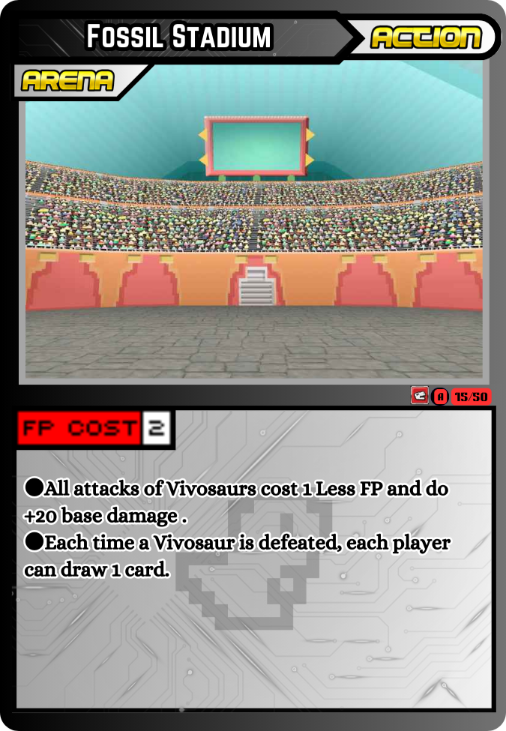 Fossil Stadium
ACTION
ARENA
A 15/50
FP COST 2
●All attacks of Vivosaurs cost 1 Less FP and do
+20 base damage .
●Each time a Vivosaur is defeated, each player
can draw 1 card.